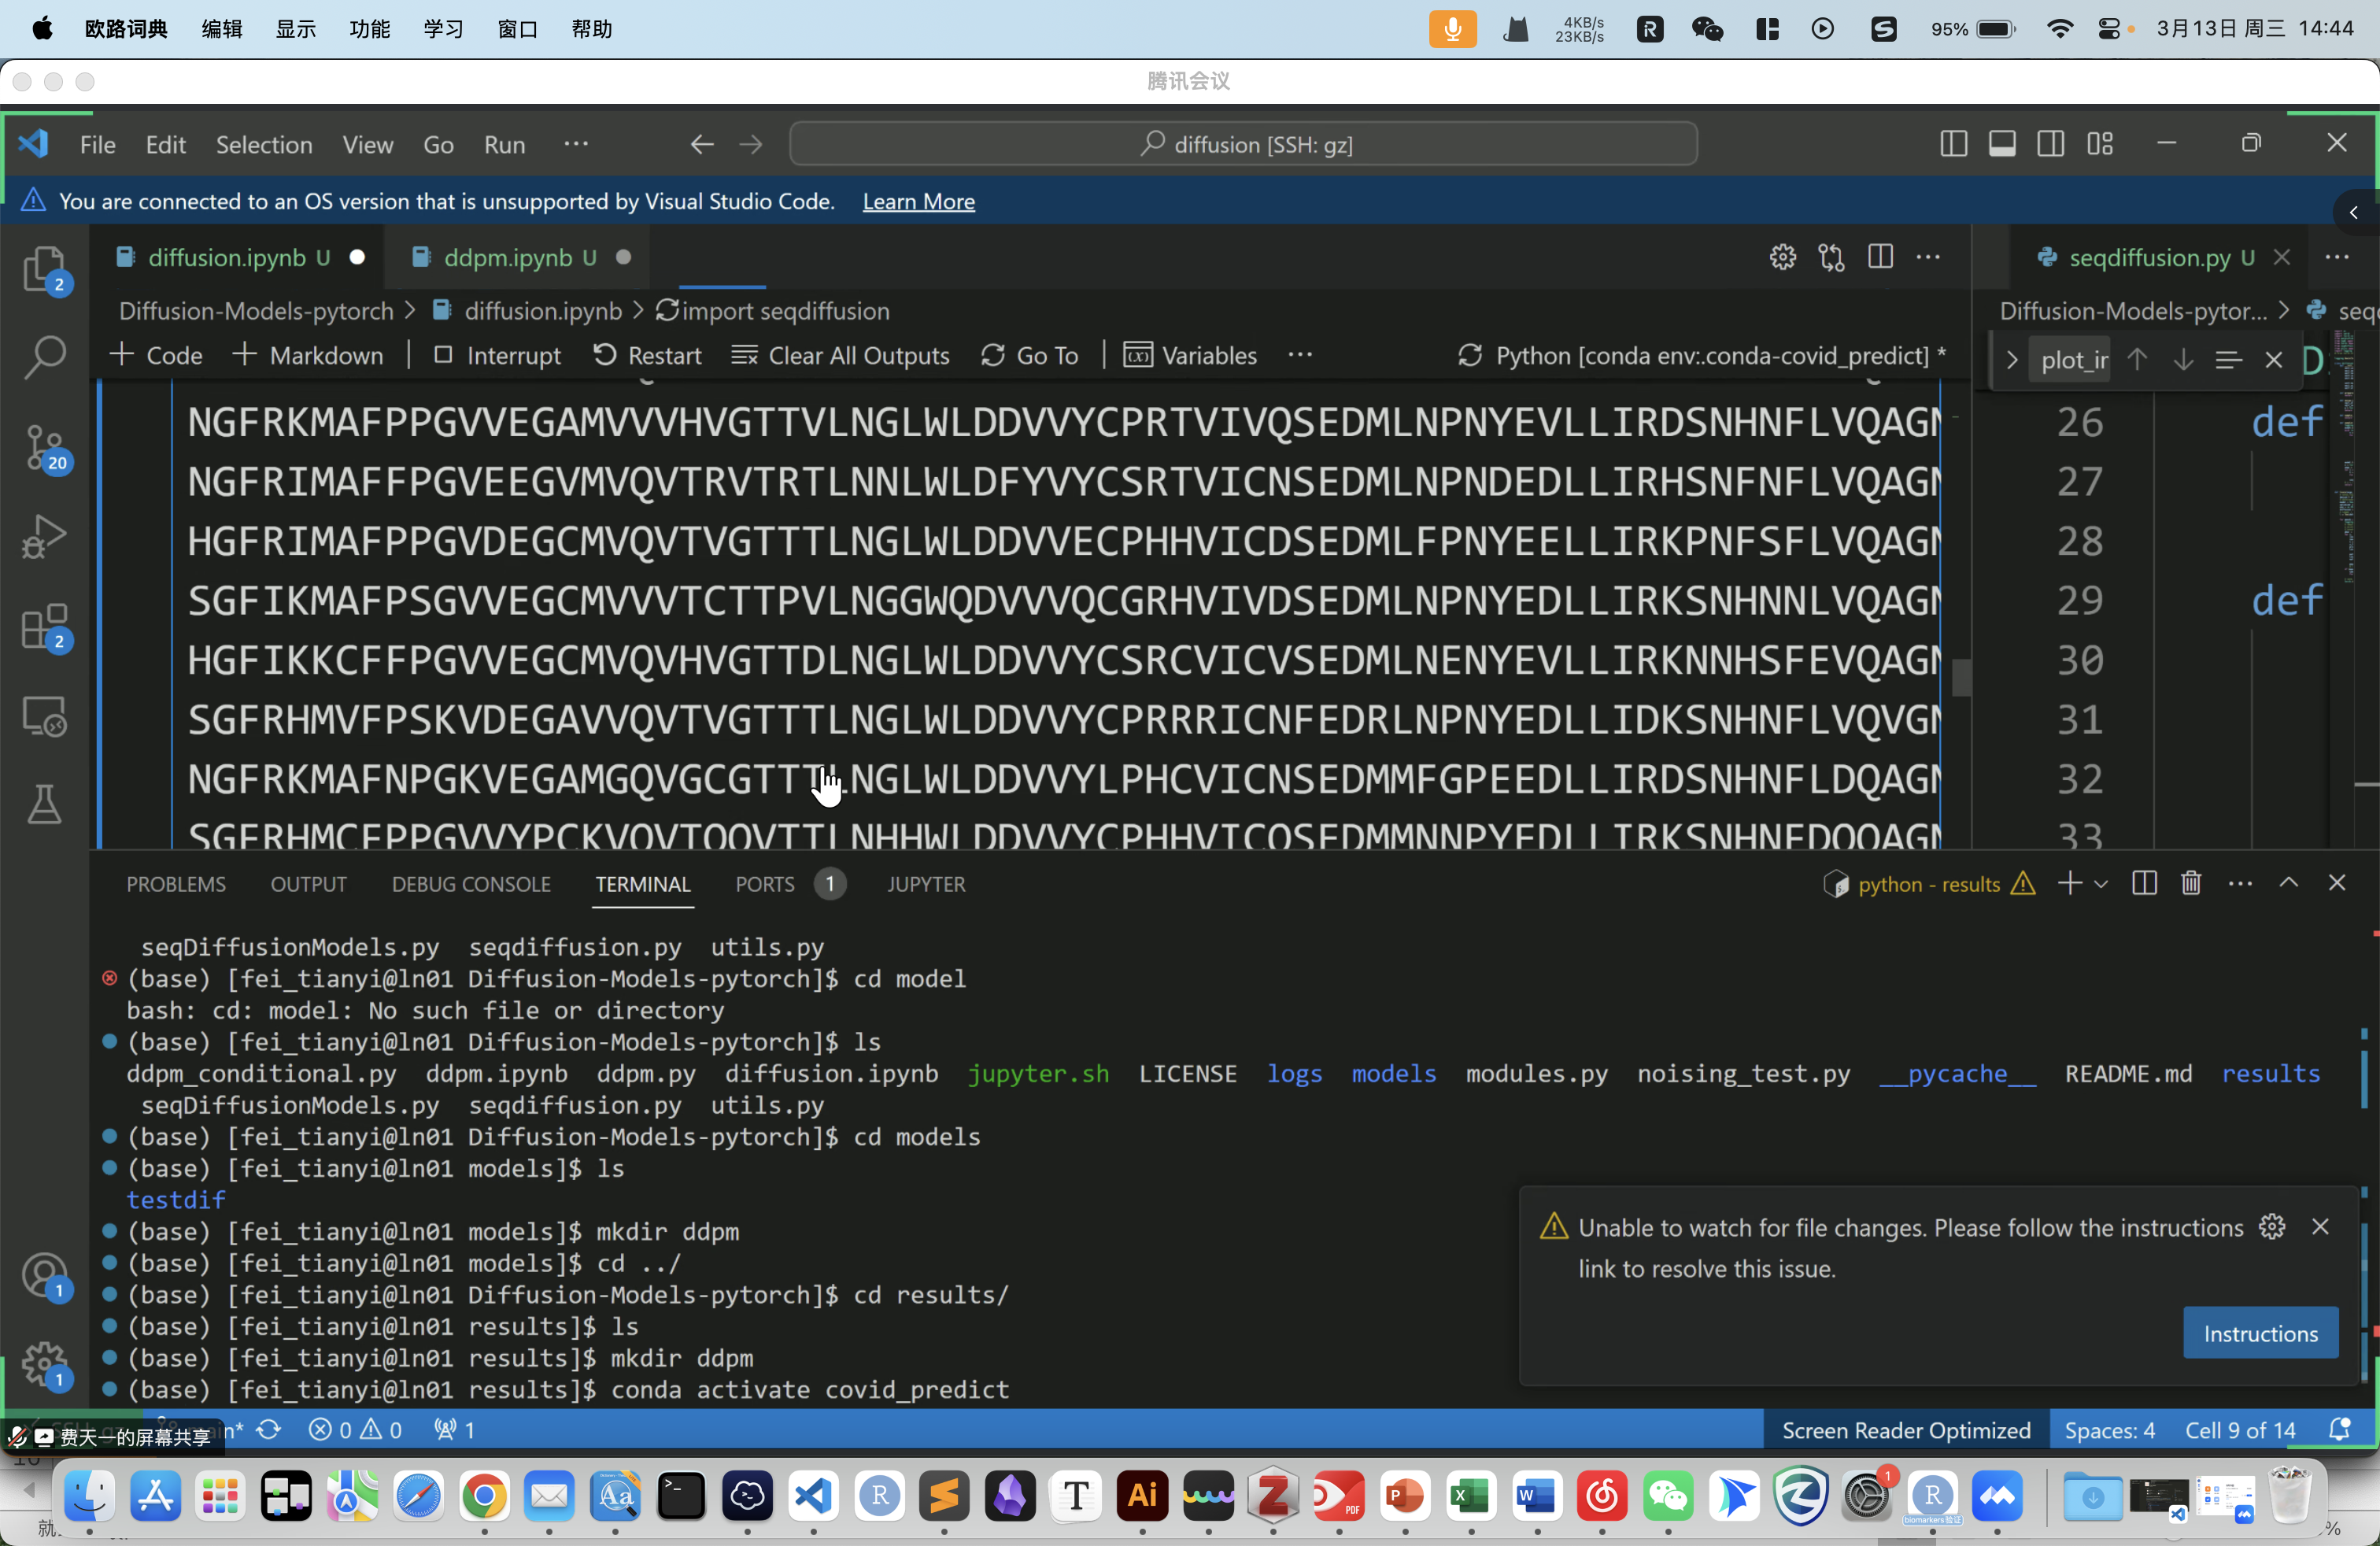 欧路词典 编辑 显示 功能 学习 窗口 帮助
4KB/s
23KB/s
95% 3月13日 周三 14:44
腾讯会议
File Edit Selection View Go Run ··· diffusion [SSH: gz]
You are connected to an OS version that is unsupported by Visual Studio Code. Learn More
diffusion.ipynb U ddpm.ipynb U seqdiffusion.py U
Diffusion-Models-pytorch > diffusion.ipynb > import seqdiffusion
Diffusion-Models-pytor... >
+ Code + Markdown Interrupt Restart Clear All Outputs Go To Variables ··· Python [conda env:.conda-covid_predict] *
NGFRKMAFPPGVVEGAMVVVHVGTTVLNGLWLDDVVYCPRTVIVQSEDMLNPNYEVLLIRDSNHNFLVQAGN
NGFRIMAFFPGVEEGVMVQVTRVTRTLNNLWLDFYVYCSRTVICNSEDMLNPNDEDLLIRHSNFNFLVQAGN
HGFRIMAFPPGVDEGCMVQVTVGTTTLNGLWLDDVVECPHHVICDSEDMLFPNYEELLIRKPNFSFLVQAGN
SGFIKMAFPSGVVEGCMVVVTCTTPVLNGGWQDVVVQCGRHVIVDSEDMLNPNYEDLLIRKSNHNNLVQAGN
HGFIKKCFFPGVVEGCMVQVHVGTTDLNGLWLDDVVYCSRCVICVSEDMLNENYEVLLIRKNNHSFEVQAGN
SGFRHMVFPSKVDEGAVVQVTVGTTTLNGLWLDDVVYCPRRRICNFEDRLNPNYEDLLIDKSNHNFLVQVGN
NGFRKMAFNPGKVEGAMGQVGCGTTTLNGLWLDDVVYLPHCVICNSEDMMFGPEEDLLIRDSNHNFLDQAGN
SGFRHMCFPPGVVYPCKVQVTQQVTTLNHHWLDDVVYCPHHVICQSEDMMNNPYEDLLIRKSNHNFDQQAGN
26 def
27
28
29 def
30
31
32
33
PROBLEMS OUTPUT DEBUG CONSOLE TERMINAL PORTS 1 JUPYTER python - results
seqDiffusionModels.py seqdiffusion.py utils.py
(base) [fei_tianyi@ln01 Diffusion-Models-pytorch]$ cd model
bash: cd: model: No such file or directory
(base) [fei_tianyi@ln01 Diffusion-Models-pytorch]$ ls
ddpm_conditional.py ddpm.ipynb ddpm.py diffusion.ipynb jupyter.sh LICENSE logs models modules.py noising_test.py __pycache__ README.md results
seqDiffusionModels.py seqdiffusion.py utils.py
(base) [fei_tianyi@ln01 Diffusion-Models-pytorch]$ cd models
(base) [fei_tianyi@ln01 models]$ ls
testdif
(base) [fei_tianyi@ln01 models]$ mkdir ddpm
(base) [fei_tianyi@ln01 models]$ cd ../
(base) [fei_tianyi@ln01 Diffusion-Models-pytorch]$ cd results/
(base) [fei_tianyi@ln01 results]$ ls
(base) [fei_tianyi@ln01 results]$ mkdir ddpm
(base) [fei_tianyi@ln01 results]$ conda activate covid_predict
Unable to watch for file changes. Please follow the instructions
link to resolve this issue.
Instructions
费天一的屏幕共享
0 0 1 Screen Reader Optimized Spaces: 4 Cell 9 of 14